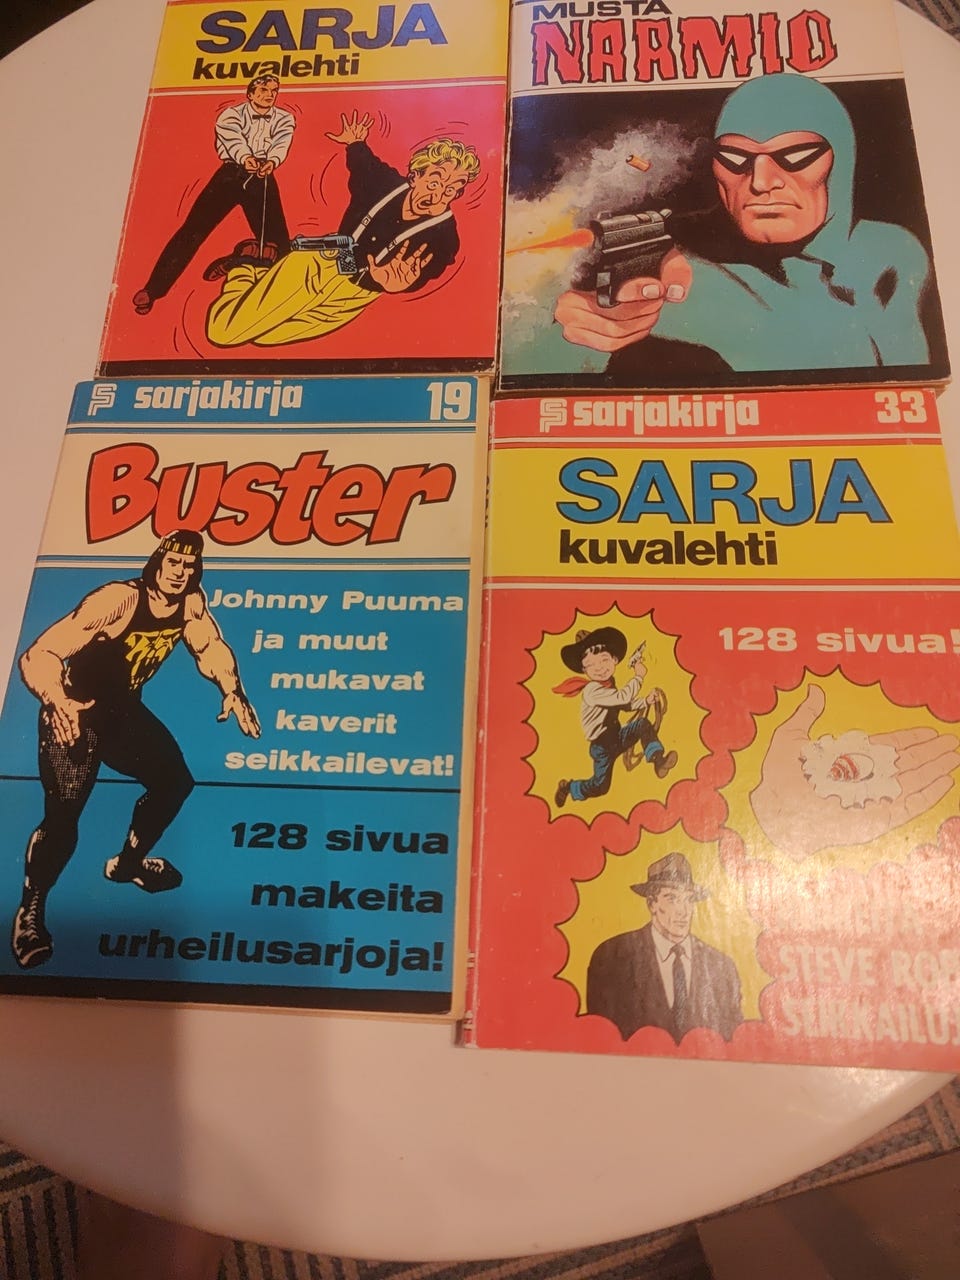 SARJA
kuvalehti
MUSTA
NAAMIO
sarjakirja 19
Buster
Johnny Puuma
ja muut
mukavat
kaverit
seikkailevat!
128 sivua
makeita
urheilusarjoja!
sarjakirja 33
SARJA
kuvalehti
128 sivua!
STEVE